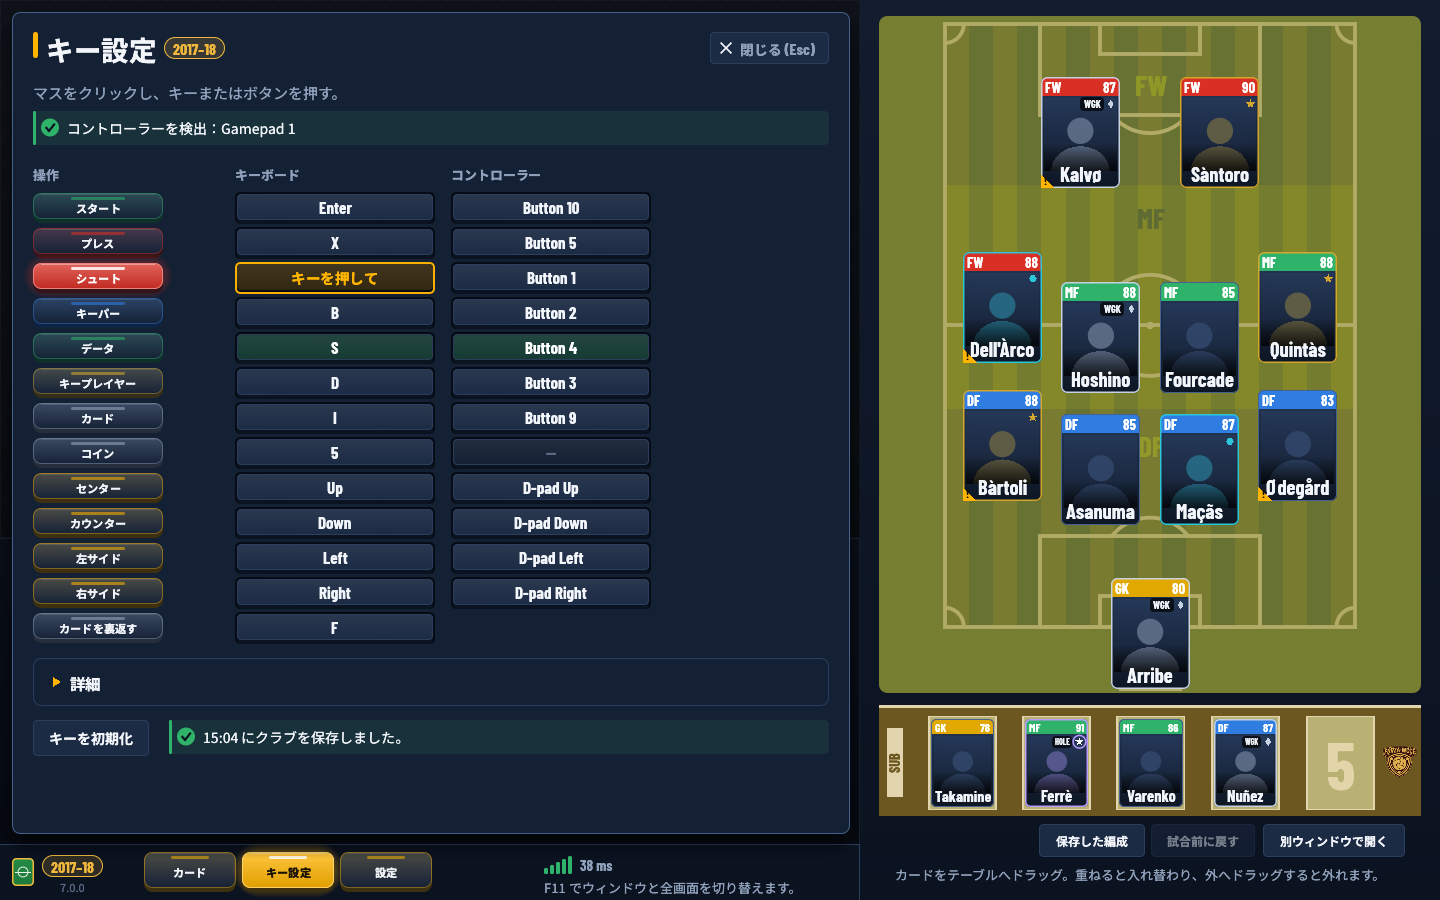 キー設定 2017-18
閉じる (Esc)
マスをクリックし、キーまたはボタンを押す。
コントローラーを検出：Gamepad 1
操作 キーボード コントローラー
スタート Enter Button 10
プレス X Button 5
シュート キーを押して Button 1
キーパー B Button 2
データ S Button 4
キープレイヤー D Button 3
カード I Button 9
コイン 5 —
センター Up D-pad Up
カウンター Down D-pad Down
左サイド Left D-pad Left
右サイド Right D-pad Right
カードを裏返す F
詳細
キーを初期化
15:04 にクラブを保存しました。
2017-18
7.0.0
カード
キー設定
設定
38 ms
F11 でウィンドウと全画面を切り替えます。
FW
FW 87
WGK
Kalvø
FW 90
Sàntoro
MF
FW 88
Dell'Àrco
MF 88
WGK
Hoshino
MF 85
Fourcade
MF 88
Quintàs
DF
DF 88
Bàrtoli
DF 85
Asanuma
DF 87
Maçãs
DF 83
Ødegård
GK 80
WGK
Arribe
SUB
GK 78
Takamine
MF 91
HOLE
Ferrè
MF 86
Varenko
DF 87
WGK
Nuñez
5
保存した編成
試合前に戻す
別ウィンドウで開く
カードをテーブルへドラッグ。重ねると入れ替わり、外へドラッグすると外れます。